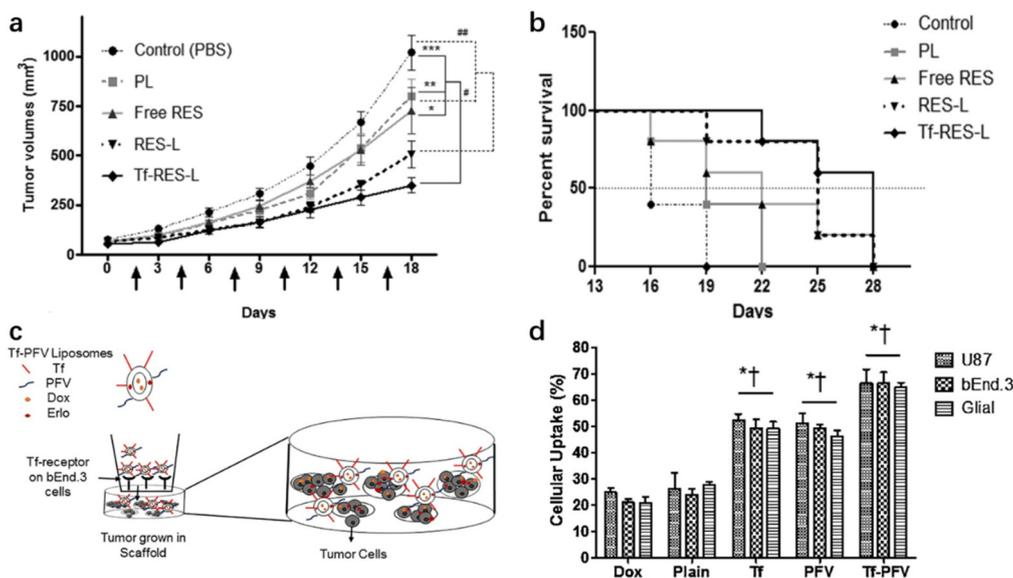 a
Tumor volumes (mm³)
1000
750
500
250
0
Control (PBS)
PL
Free RES
RES-L
Tf-RES-L
##
***
**
#
*
0 3 6 9 12 15 18
Days
b
Percent survival
150
100
50
0
Control
PL
Free RES
RES-L
Tf-RES-L
13 16 19 22 25 28
Days
c
Tf-PFV Liposomes
Tf
PFV
Dox
Erlo
Tf-receptor
on bEnd.3
cells
Tumor grown in
Scaffold
Tumor Cells
d
Cellular Uptake (%)
80
70
60
50
40
30
20
10
0
*†
*†
*†
U87
bEnd.3
Glial
Dox Plain Tf PFV Tf-PFV